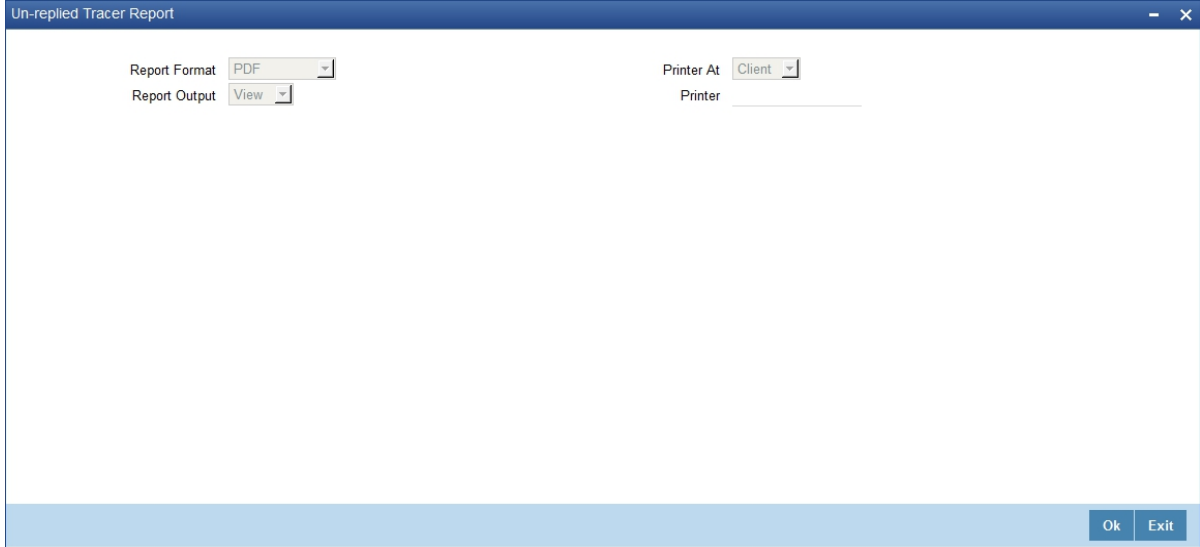 Un-replied Tracer Report
Report Format PDF Printer At Client
Report Output View Printer
Ok Exit